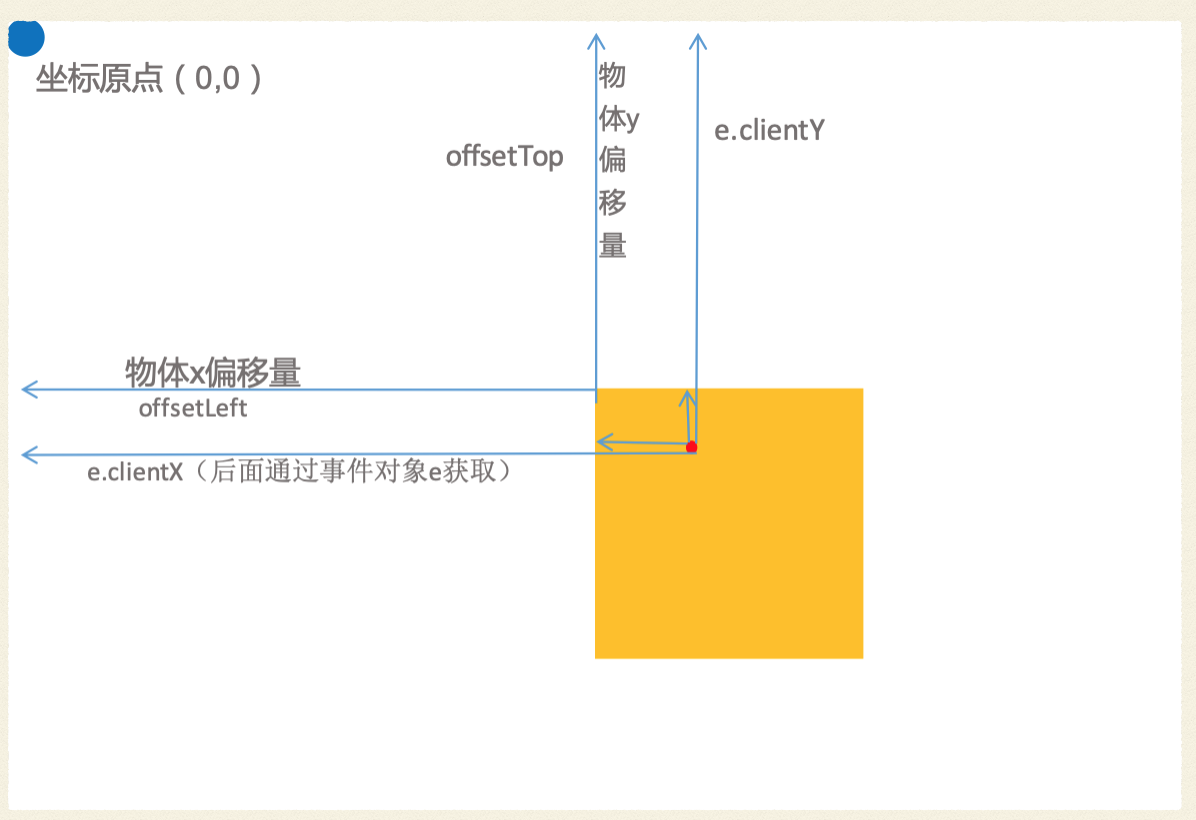 坐标原点（0,0）
物
体y
偏
移
量
e.clientY
offsetTop
物体x偏移量
offsetLeft
e.clientX（后面通过事件对象e获取）